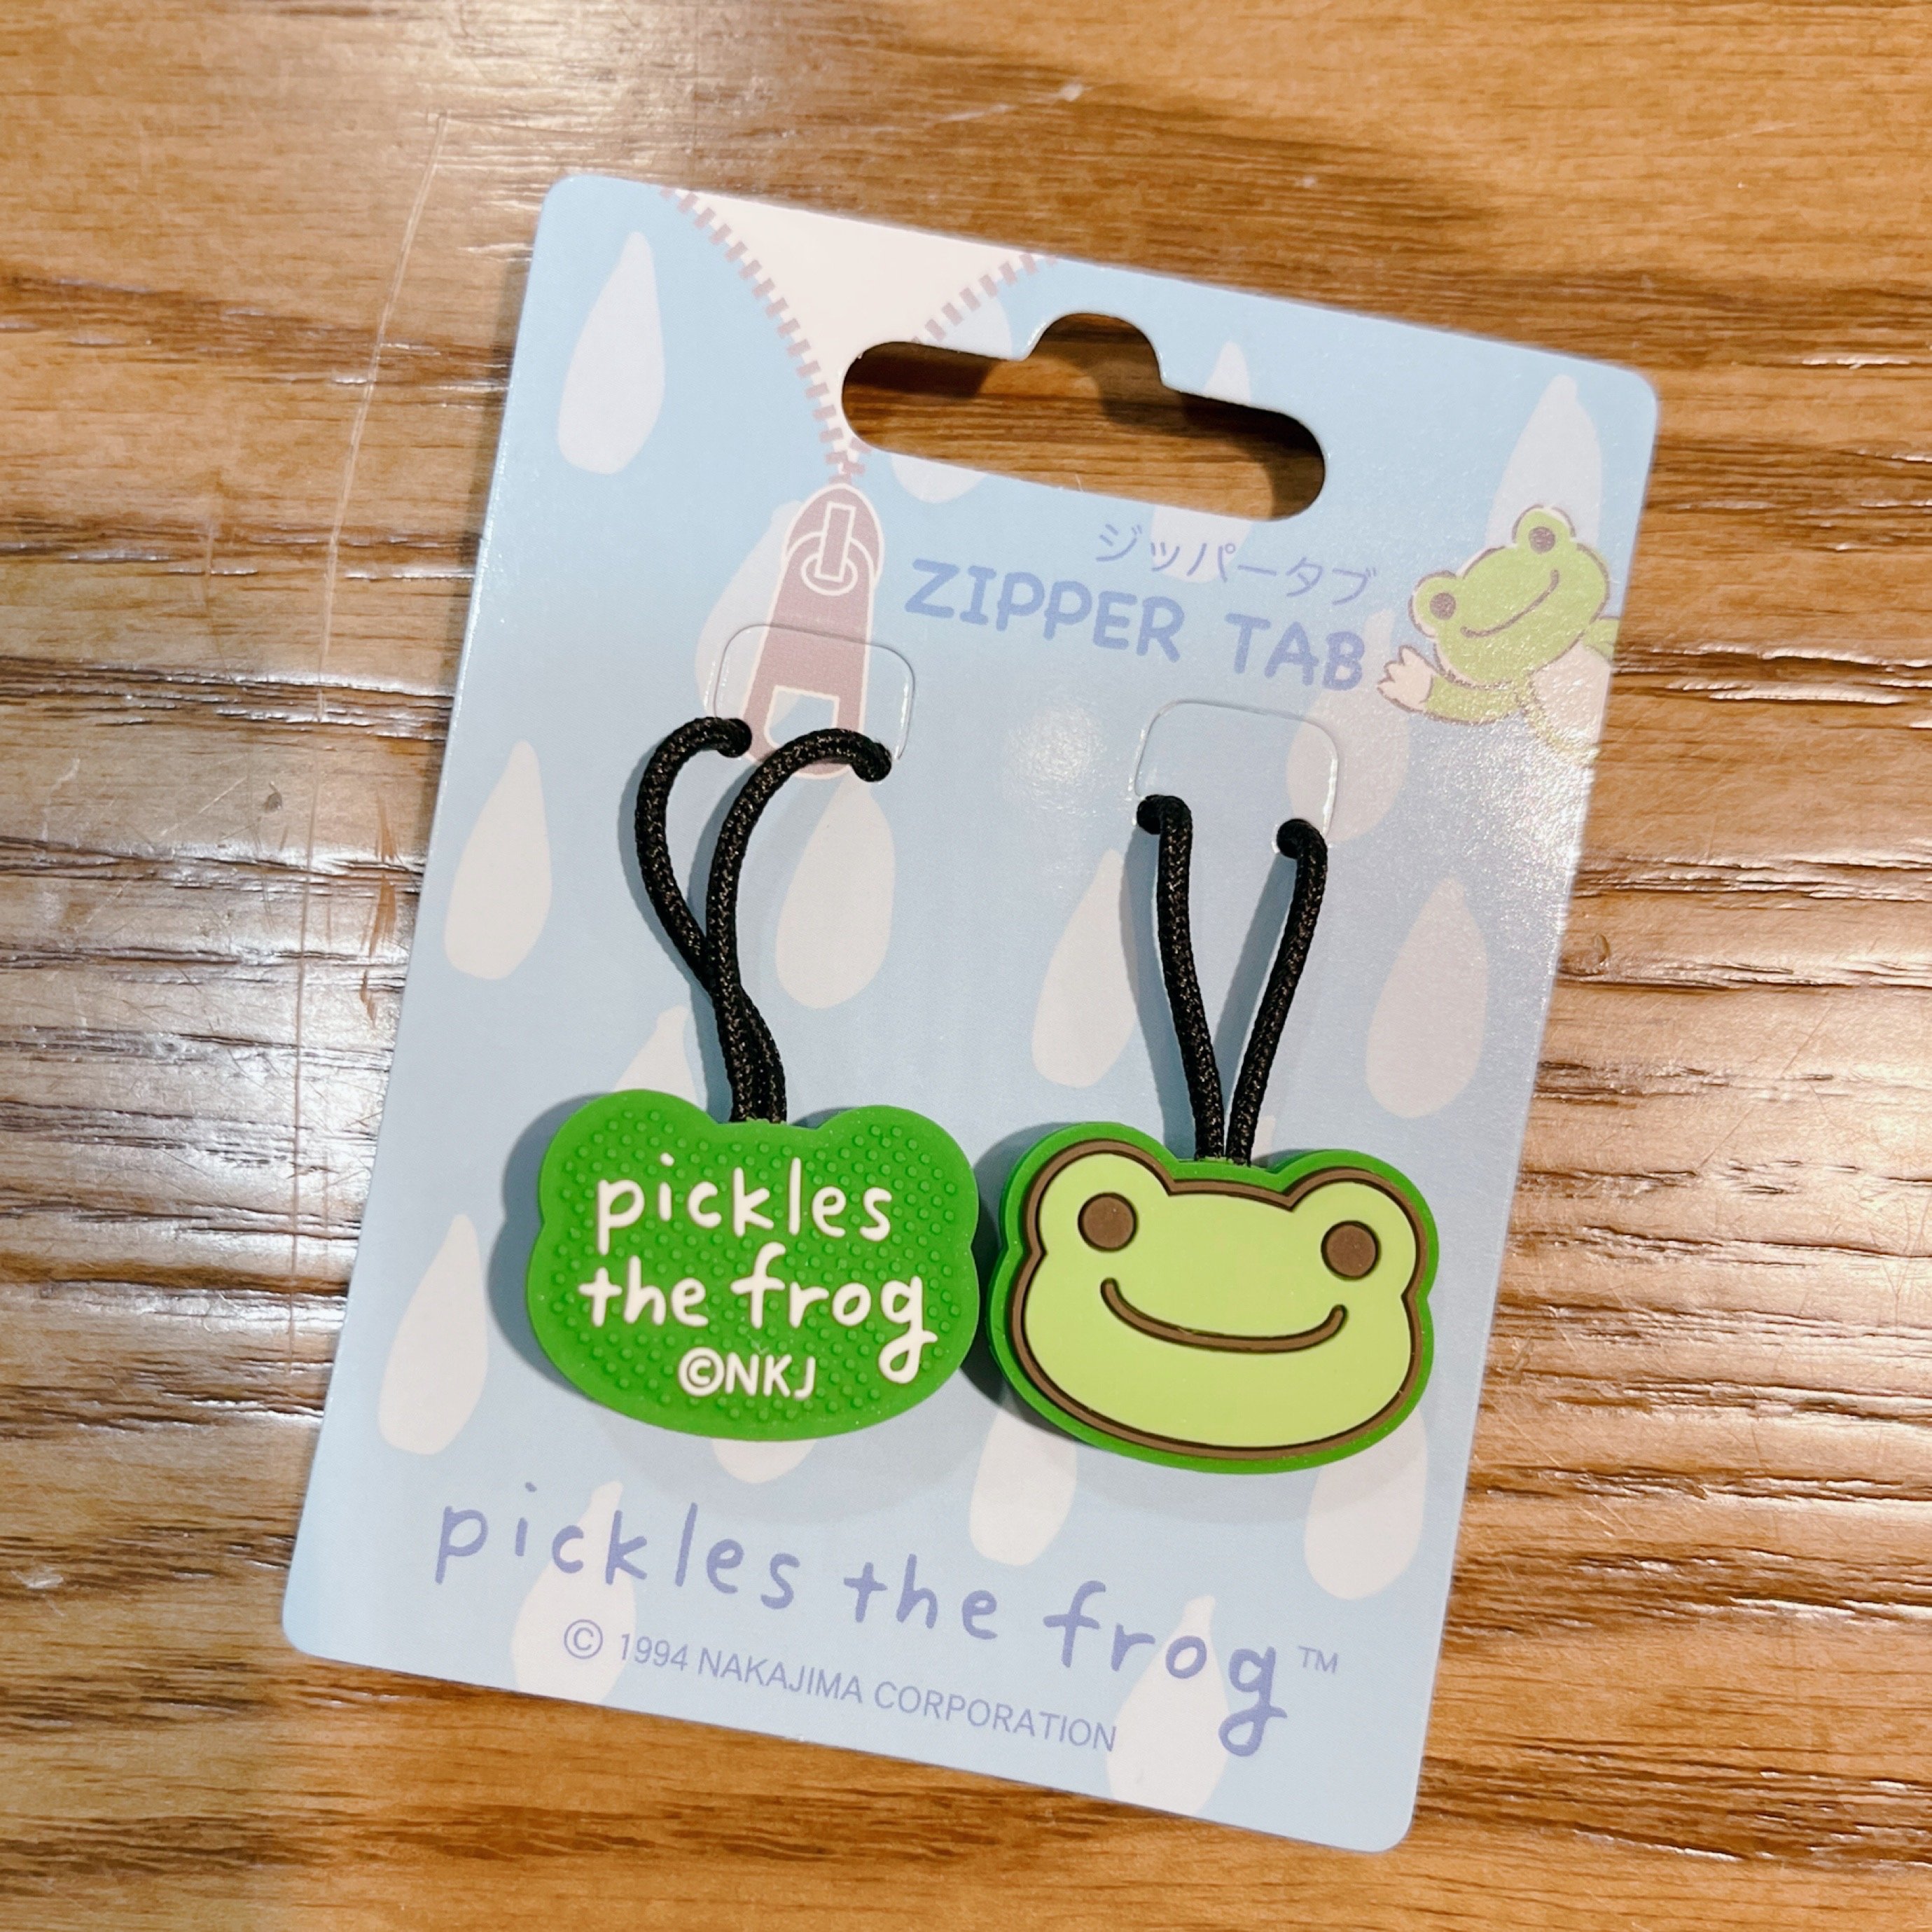 ジッパータブ
ZIPPER TAB
pickles
the frog
©NKJ
pickles the frog™
© 1994 NAKAJIMA CORPORATION